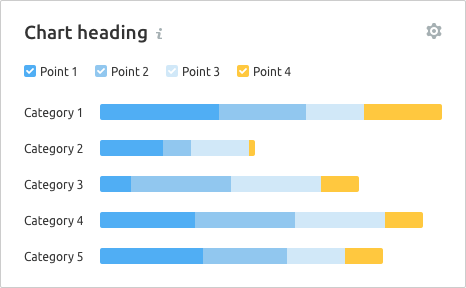 Chart heading i
Point 1 Point 2 Point 3 Point 4
Category 1
Category 2
Category 3
Category 4
Category 5